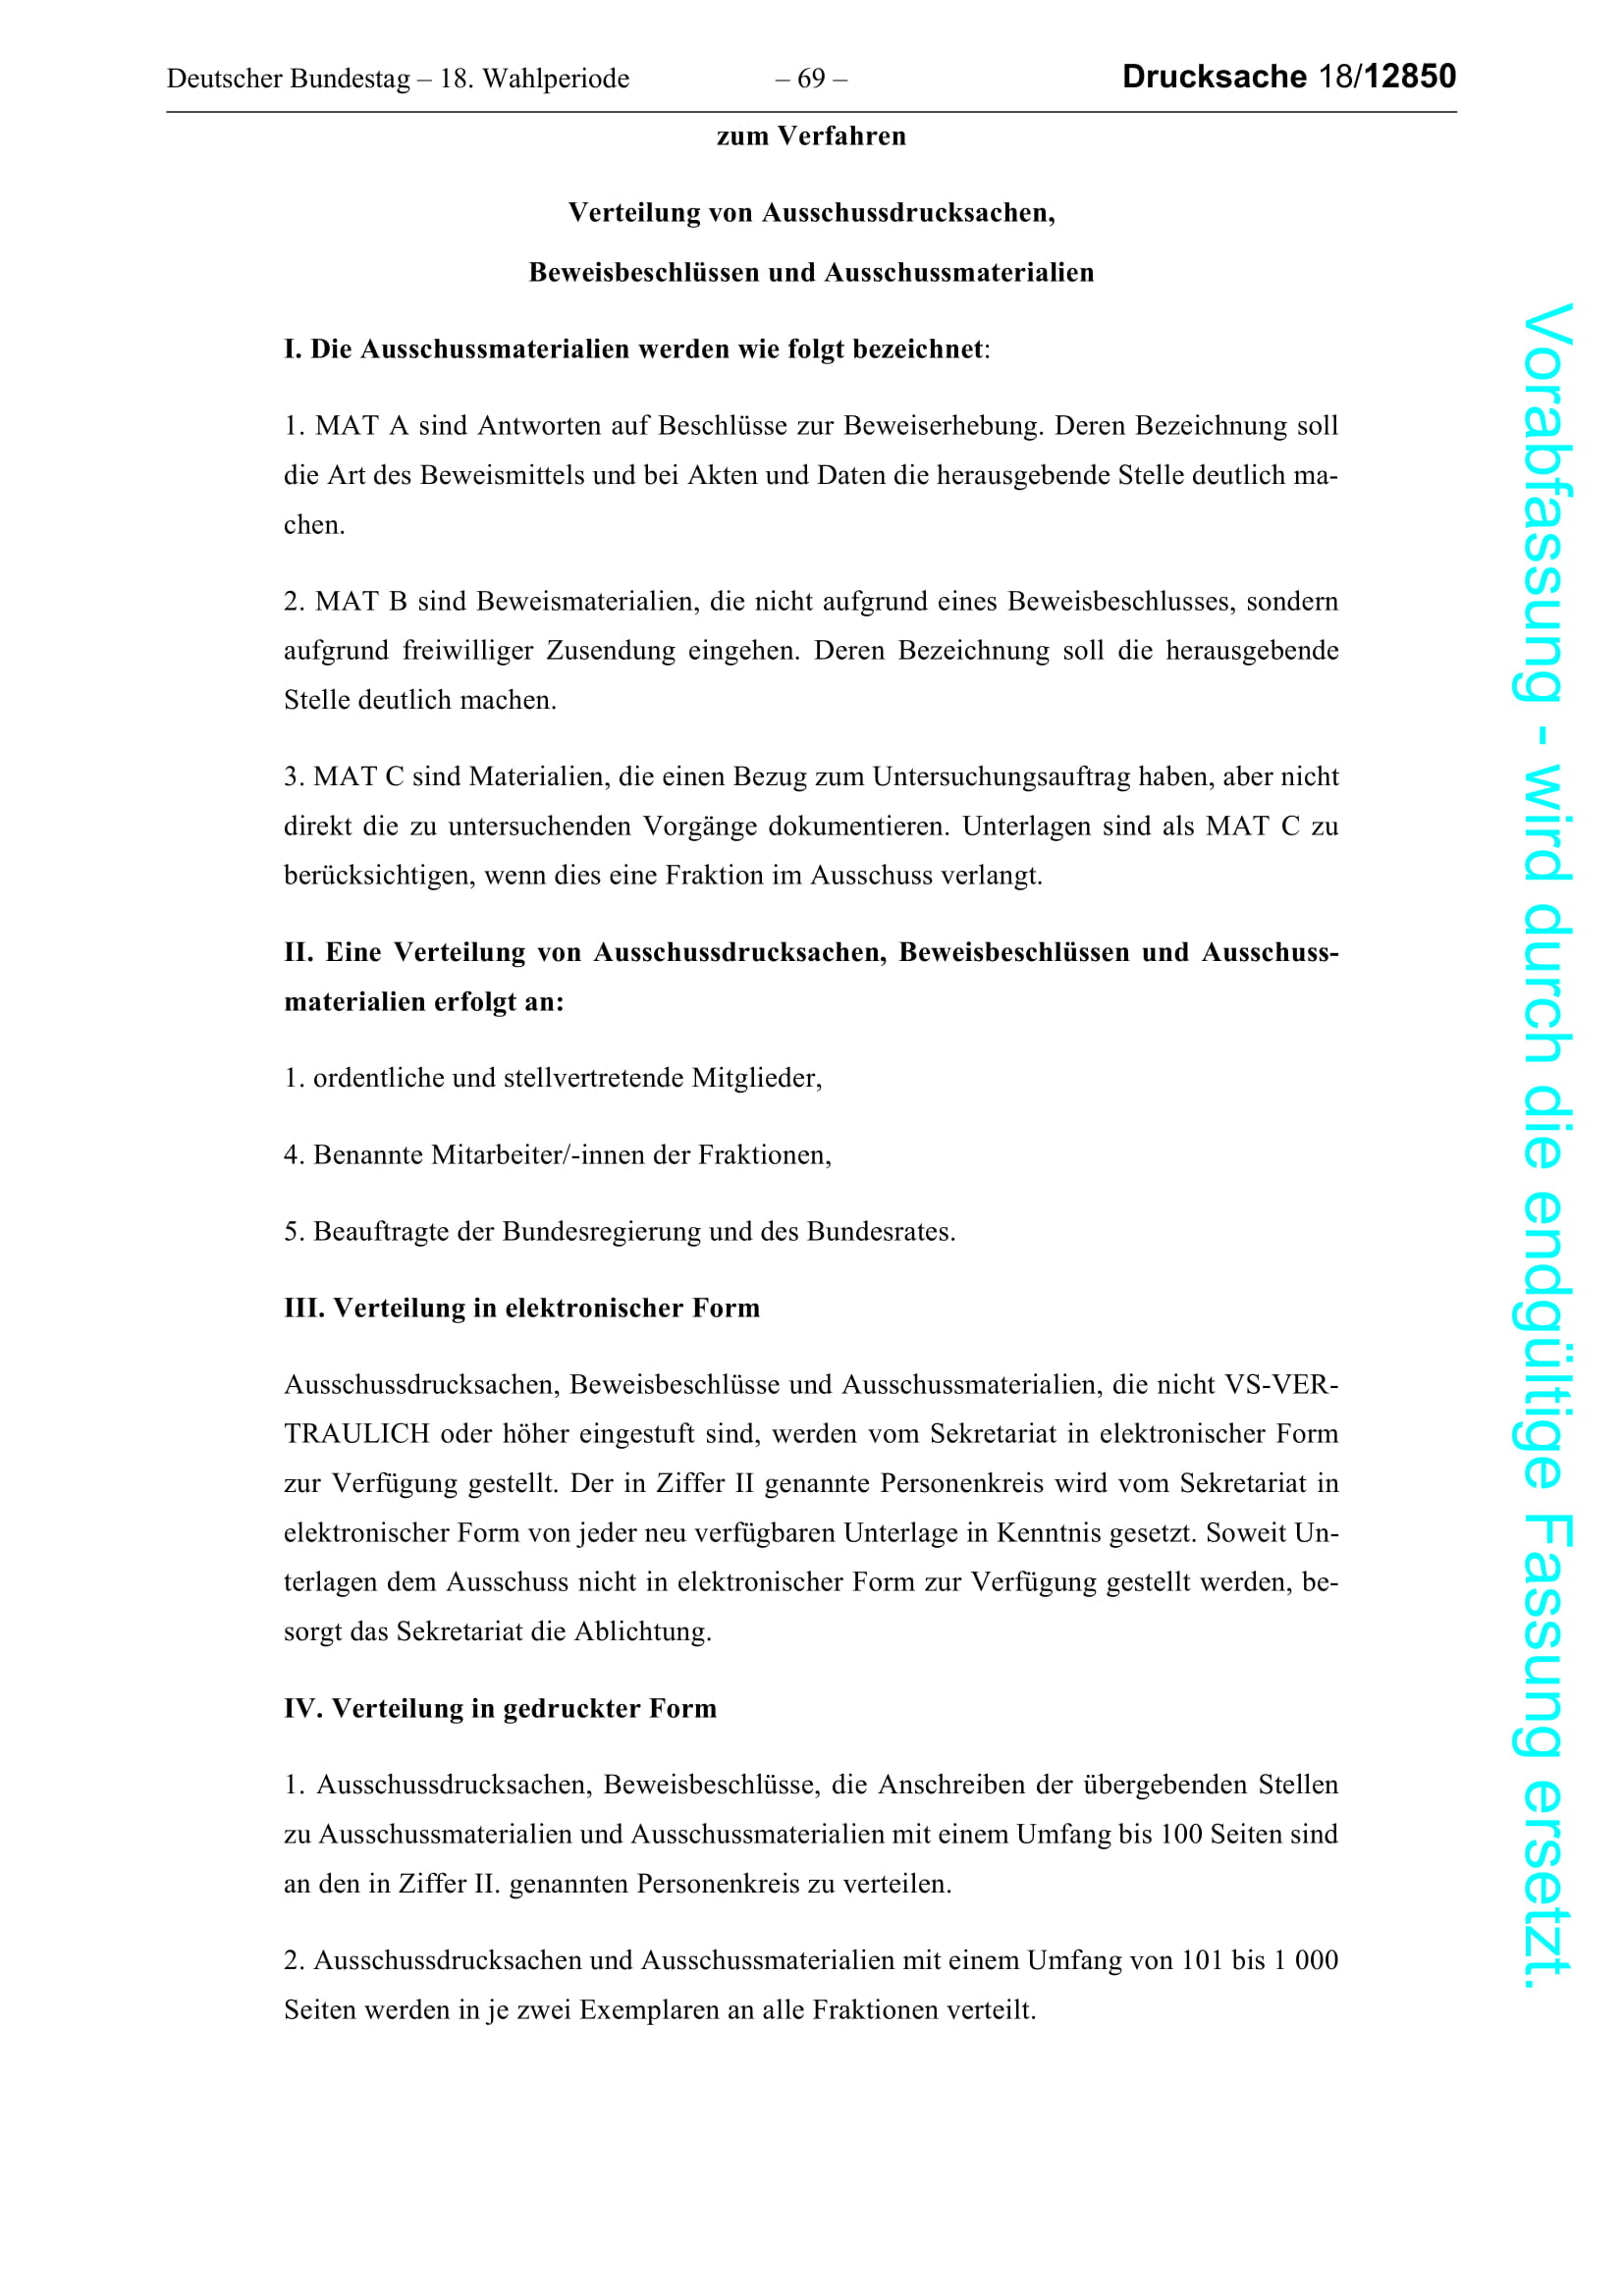 Deutscher Bundestag – 18. Wahlperiode – 69 – Drucksache 18/12850
zum Verfahren
Verteilung von Ausschussdrucksachen,
Beweisbeschlüssen und Ausschussmaterialien
I. Die Ausschussmaterialien werden wie folgt bezeichnet:
1. MAT A sind Antworten auf Beschlüsse zur Beweiserhebung. Deren Bezeichnung soll
die Art des Beweismittels und bei Akten und Daten die herausgebende Stelle deutlich ma-
chen.
2. MAT B sind Beweismaterialien, die nicht aufgrund eines Beweisbeschlusses, sondern
aufgrund freiwilliger Zusendung eingehen. Deren Bezeichnung soll die herausgebende
Stelle deutlich machen.
3. MAT C sind Materialien, die einen Bezug zum Untersuchungsauftrag haben, aber nicht
direkt die zu untersuchenden Vorgänge dokumentieren. Unterlagen sind als MAT C zu
berücksichtigen, wenn dies eine Fraktion im Ausschuss verlangt.
II. Eine Verteilung von Ausschussdrucksachen, Beweisbeschlüssen und Ausschuss-
materialien erfolgt an:
1. ordentliche und stellvertretende Mitglieder,
4. Benannte Mitarbeiter/-innen der Fraktionen,
5. Beauftragte der Bundesregierung und des Bundesrates.
III. Verteilung in elektronischer Form
Ausschussdrucksachen, Beweisbeschlüsse und Ausschussmaterialien, die nicht VS-VER-
TRAULICH oder höher eingestuft sind, werden vom Sekretariat in elektronischer Form
zur Verfügung gestellt. Der in Ziffer II genannte Personenkreis wird vom Sekretariat in
elektronischer Form von jeder neu verfügbaren Unterlage in Kenntnis gesetzt. Soweit Un-
terlagen dem Ausschuss nicht in elektronischer Form zur Verfügung gestellt werden, be-
sorgt das Sekretariat die Ablichtung.
IV. Verteilung in gedruckter Form
1. Ausschussdrucksachen, Beweisbeschlüsse, die Anschreiben der übergebenden Stellen
zu Ausschussmaterialien und Ausschussmaterialien mit einem Umfang bis 100 Seiten sind
an den in Ziffer II. genannten Personenkreis zu verteilen.
2. Ausschussdrucksachen und Ausschussmaterialien mit einem Umfang von 101 bis 1 000
Seiten werden in je zwei Exemplaren an alle Fraktionen verteilt.
Vorabfassung - wird durch die endgültige Fassung ersetzt.